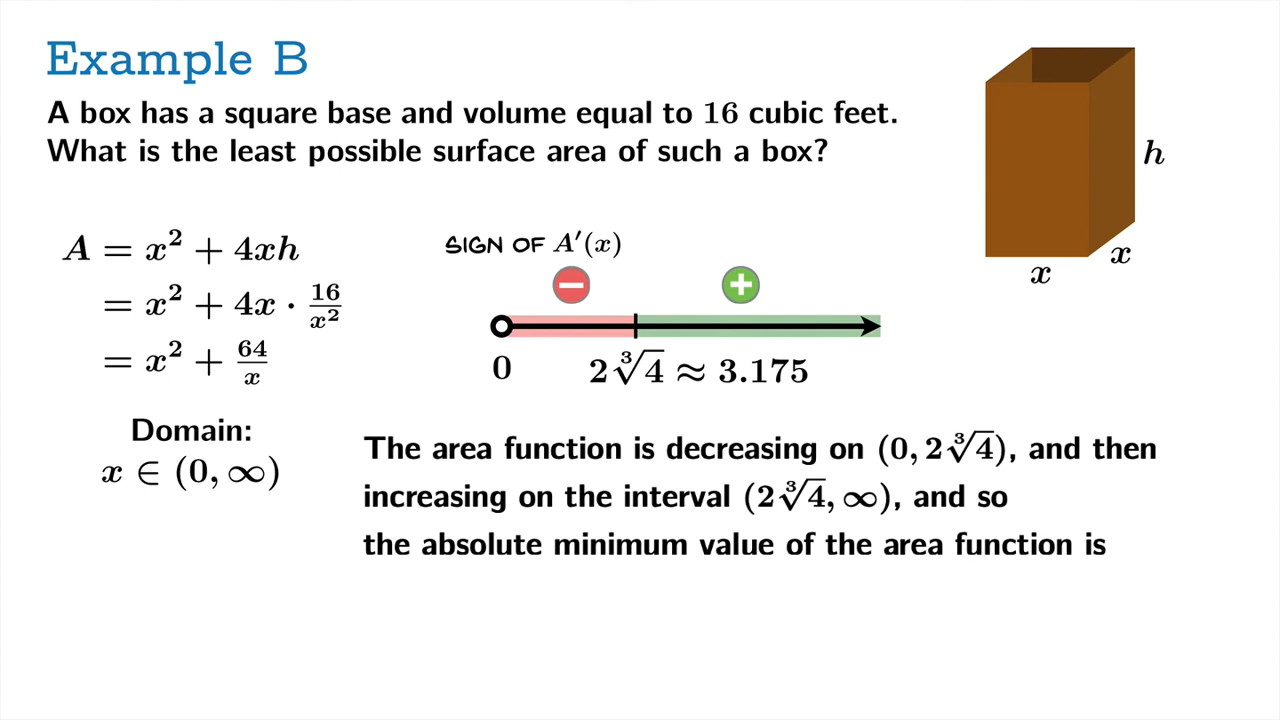 Example B
A box has a square base and volume equal to 16 cubic feet.
What is the least possible surface area of such a box?
h
x
x
A = x² + 4xh
= x² + 4x · 16/x²
= x² + 64/x
Domain:
x ∈ (0, ∞)
SIGN OF A′(x)
− +
0 2∛4 ≈ 3.175
The area function is decreasing on (0, 2∛4), and then
increasing on the interval (2∛4, ∞), and so
the absolute minimum value of the area function is